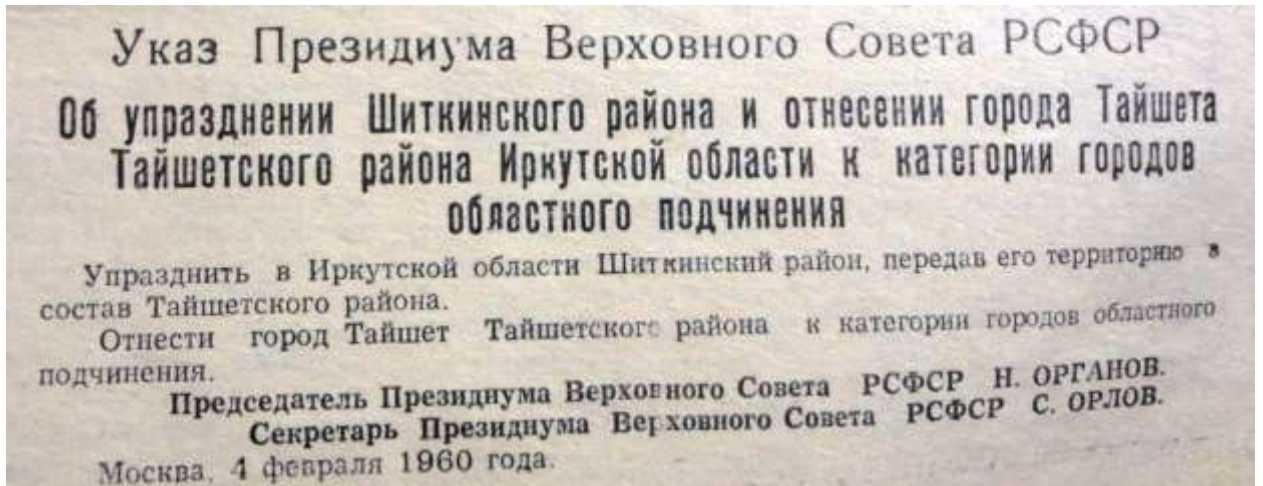 Указ Президиума Верховного Совета РСФСР
Об упразднении Шиткинского района и отнесении города Тайшета
Тайшетского района Иркутской области к категории городов
областного подчинения
Упразднить в Иркутской области Шиткинский район, передав его территорию в
состав Тайшетского района.
Отнести город Тайшет Тайшетского района к категории городов областного
подчинения.
Председатель Президиума Верховного Совета РСФСР Н. ОРГАНОВ.
Секретарь Президиума Верховного Совета РСФСР С. ОРЛОВ.
Москва, 4 февраля 1960 года.